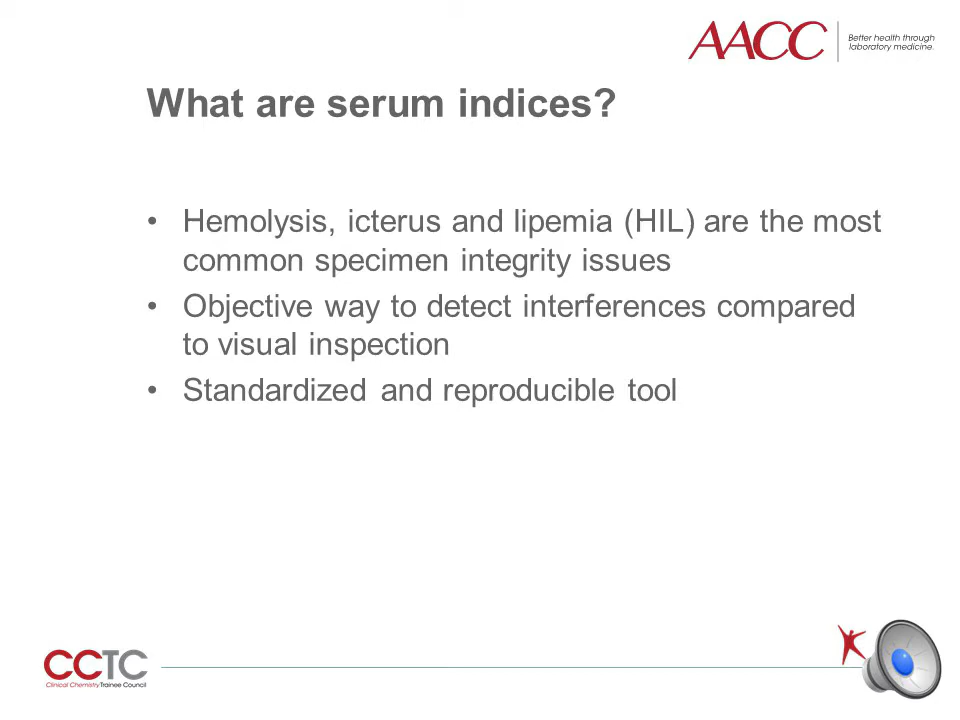 AACC
Better health through
laboratory medicine.
What are serum indices?
• Hemolysis, icterus and lipemia (HIL) are the most
common specimen integrity issues
• Objective way to detect interferences compared
to visual inspection
• Standardized and reproducible tool
CCTC
Clinical Chemistry Trainee Council